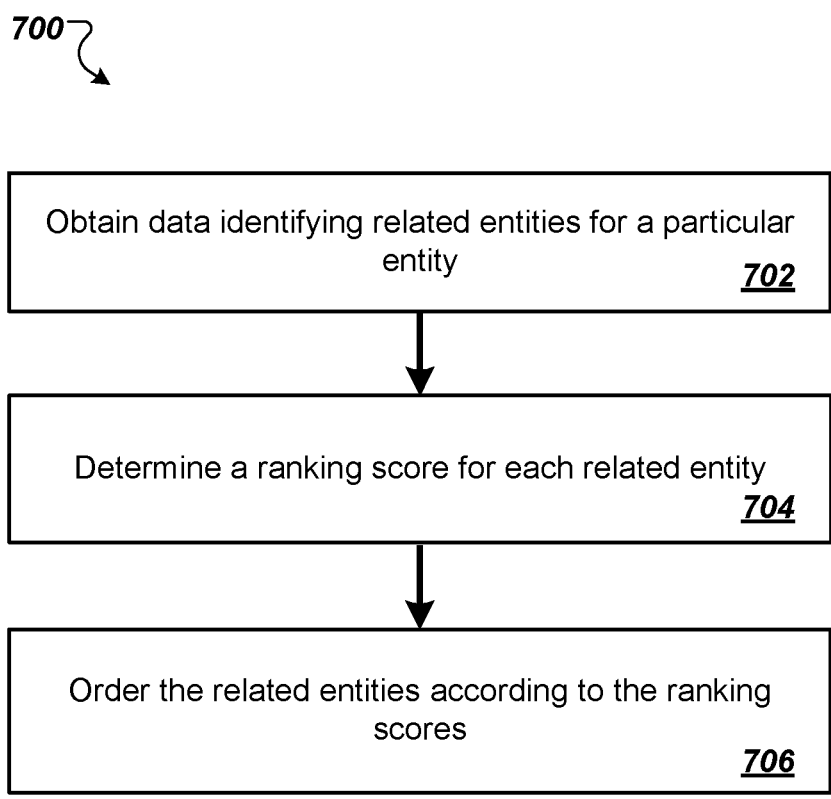 700
Obtain data identifying related entities for a particular
entity
702
Determine a ranking score for each related entity
704
Order the related entities according to the ranking
scores
706